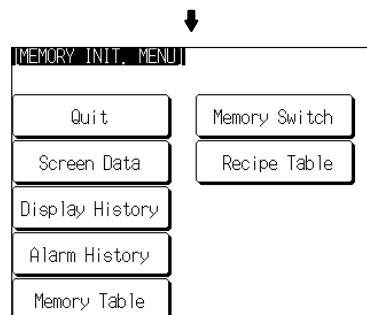 [MEMORY INIT. MENU]
Quit
Memory Switch
Screen Data
Recipe Table
Display History
Alarm History
Memory Table